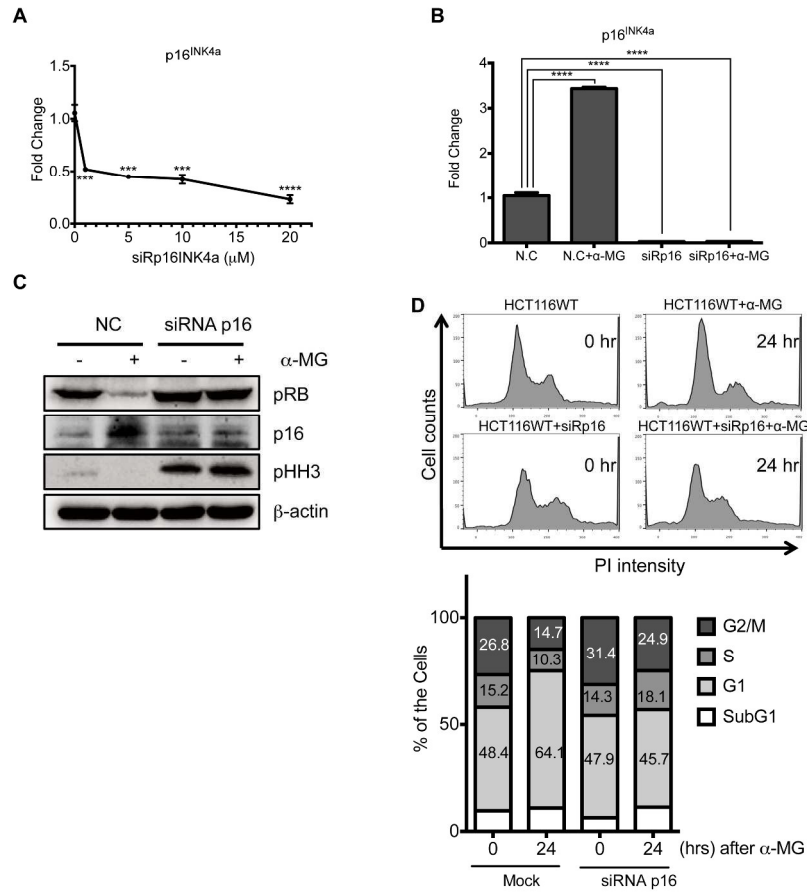 A
p16INK4a
Fold Change
1.5
1.0
0.5
0.0
***
***
***
****
0 5 10 15 20
siRp16INK4a (μM)
B
p16INK4a
Fold Change
4
3
2
1
0
****
****
****
N.C N.C+α-MG siRp16 siRp16+α-MG
C
NC siRNA p16
- + - + α-MG
pRB
p16
pHH3
β-actin
D
Cell counts
HCT116WT HCT116WT+α-MG
0 hr 24 hr
HCT116WT+siRp16 HCT116WT+siRp16+α-MG
0 hr 24 hr
PI intensity
% of the Cells
100
50
0
26.8 14.7 31.4 24.9
15.2 10.3 14.3 18.1
48.4 64.1 47.9 45.7
G2/M
S
G1
SubG1
0 24 0 24 (hrs) after α-MG
Mock siRNA p16